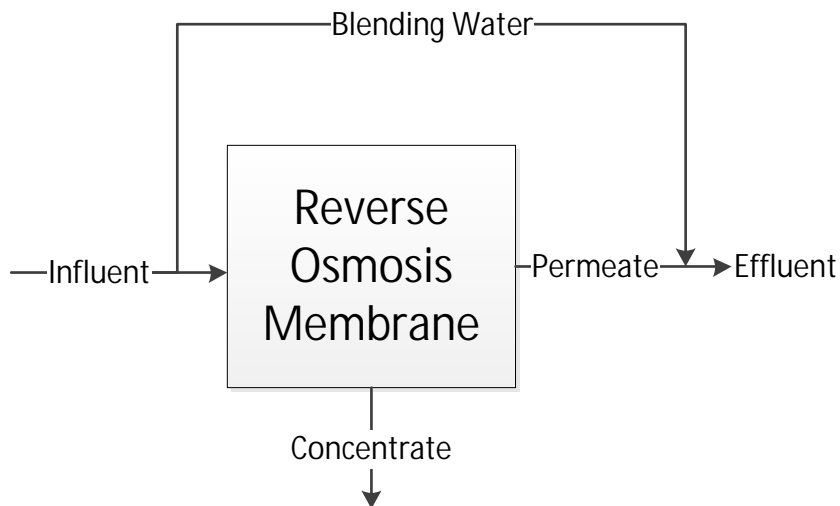 Blending Water
Reverse
Osmosis
Membrane
Influent
Permeate
Effluent
Concentrate